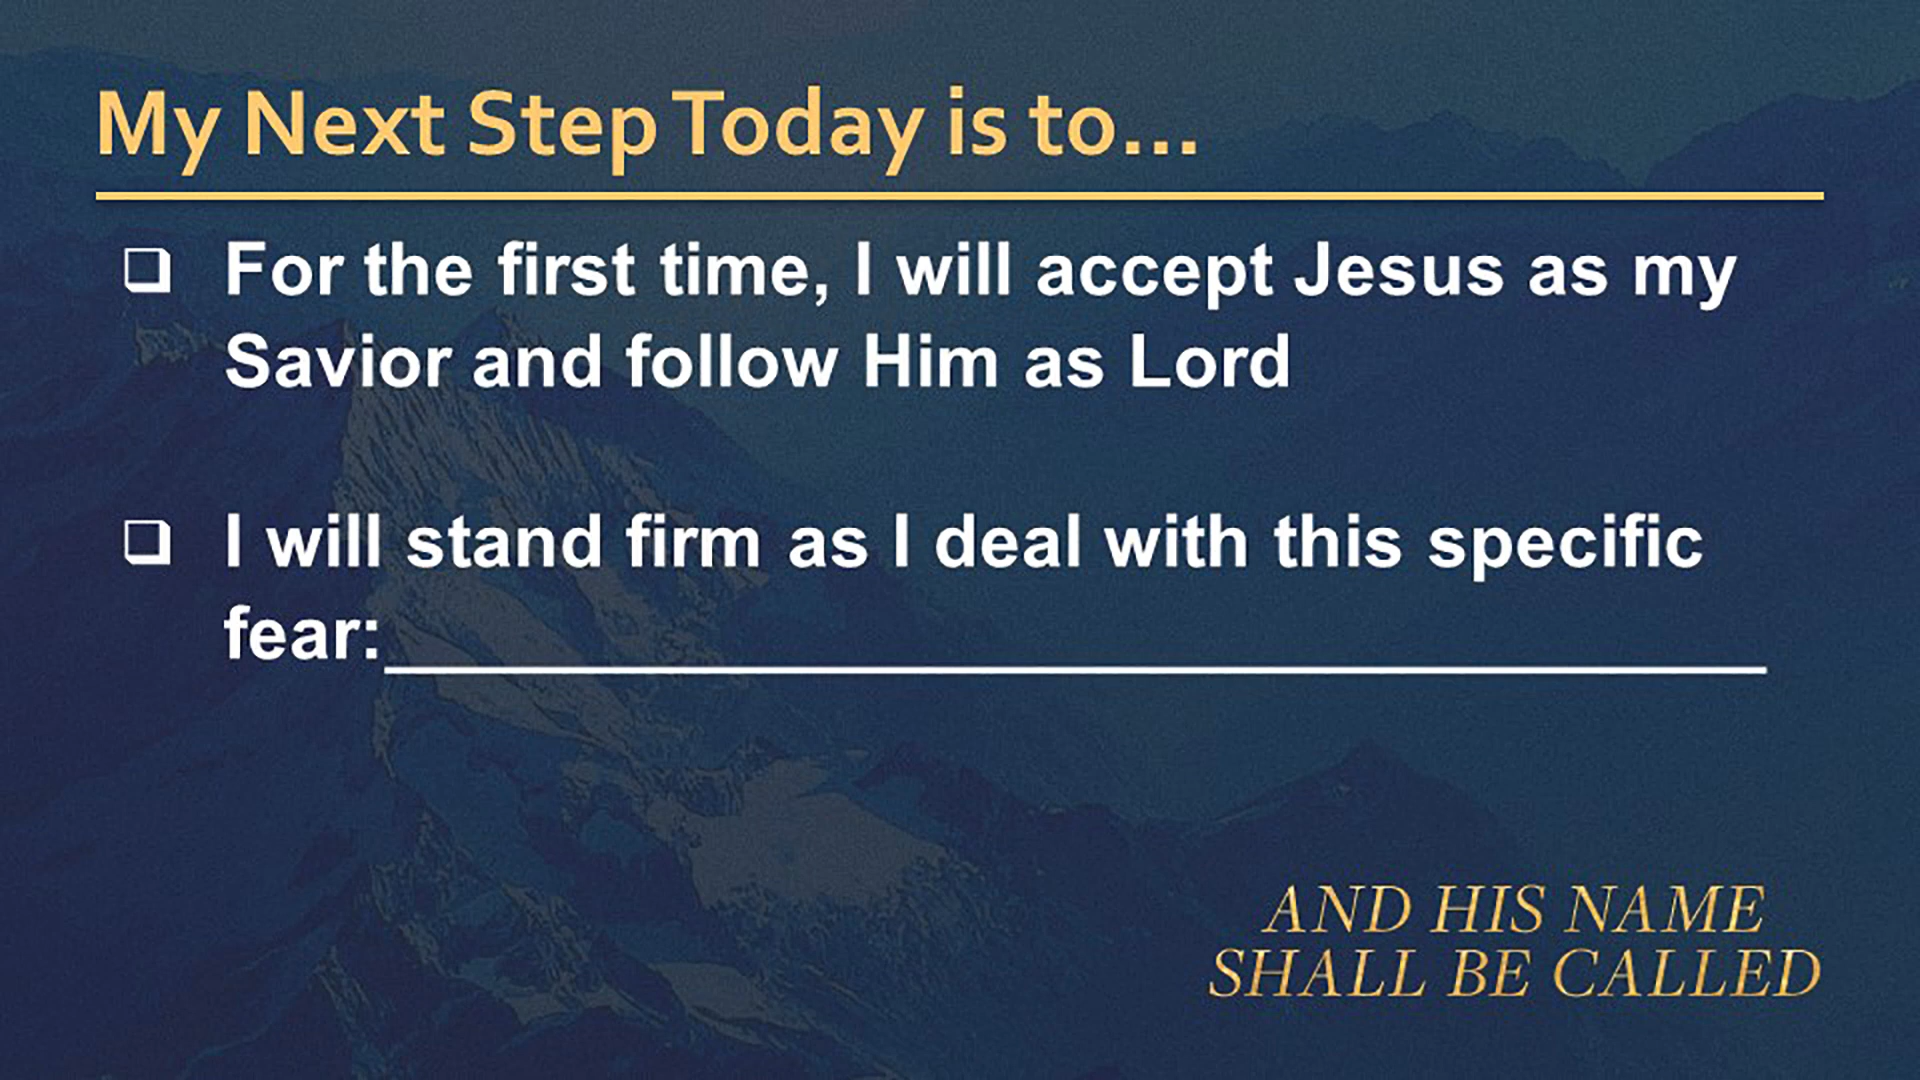 My Next Step Today is to...
❑ For the first time, I will accept Jesus as my
Savior and follow Him as Lord
❑ I will stand firm as I deal with this specific
fear:______________________________
AND HIS NAME
SHALL BE CALLED